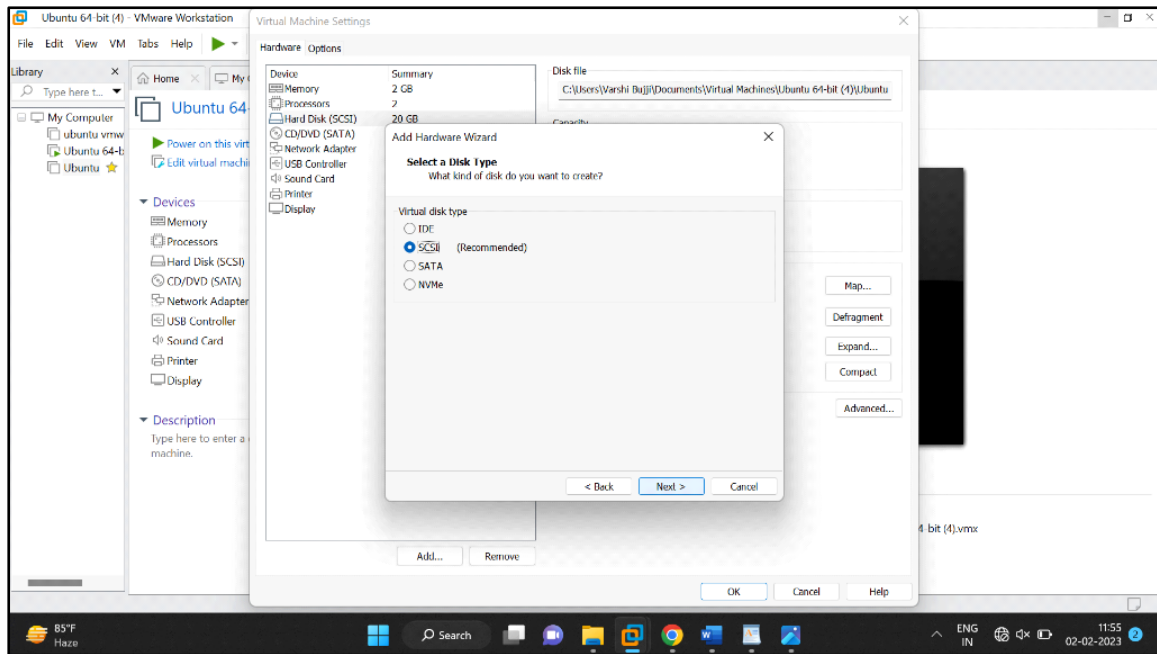 Ubuntu 64-bit (4) - VMware Workstation
File Edit View VM Tabs Help
Library
Type here t...
My Computer
ubuntu vmw
Ubuntu 64-b
Ubuntu
Home
My
Ubuntu 64-
Power on this virt
Edit virtual machi
Devices
Memory
Processors
Hard Disk (SCSI)
CD/DVD (SATA)
Network Adapter
USB Controller
Sound Card
Printer
Display
Description
Type here to enter a
machine.
Virtual Machine Settings
Hardware Options
Device Summary
Memory 2 GB
Processors 2
Hard Disk (SCSI) 20 GB
CD/DVD (SATA)
Network Adapter
USB Controller
Sound Card
Printer
Display
Add... Remove
Disk file
C:\Users\Varshi Bujji\Documents\Virtual Machines\Ubuntu 64-bit (4)\Ubuntu
Capacity
Map...
Defragment
Expand...
Compact
Advanced...
OK Cancel Help
Add Hardware Wizard
Select a Disk Type
What kind of disk do you want to create?
Virtual disk type
IDE
SCSI (Recommended)
SATA
NVMe
< Back Next > Cancel
4-bit (4).vmx
85°F
Haze
Search
ENG
IN
11:55
02-02-2023
2